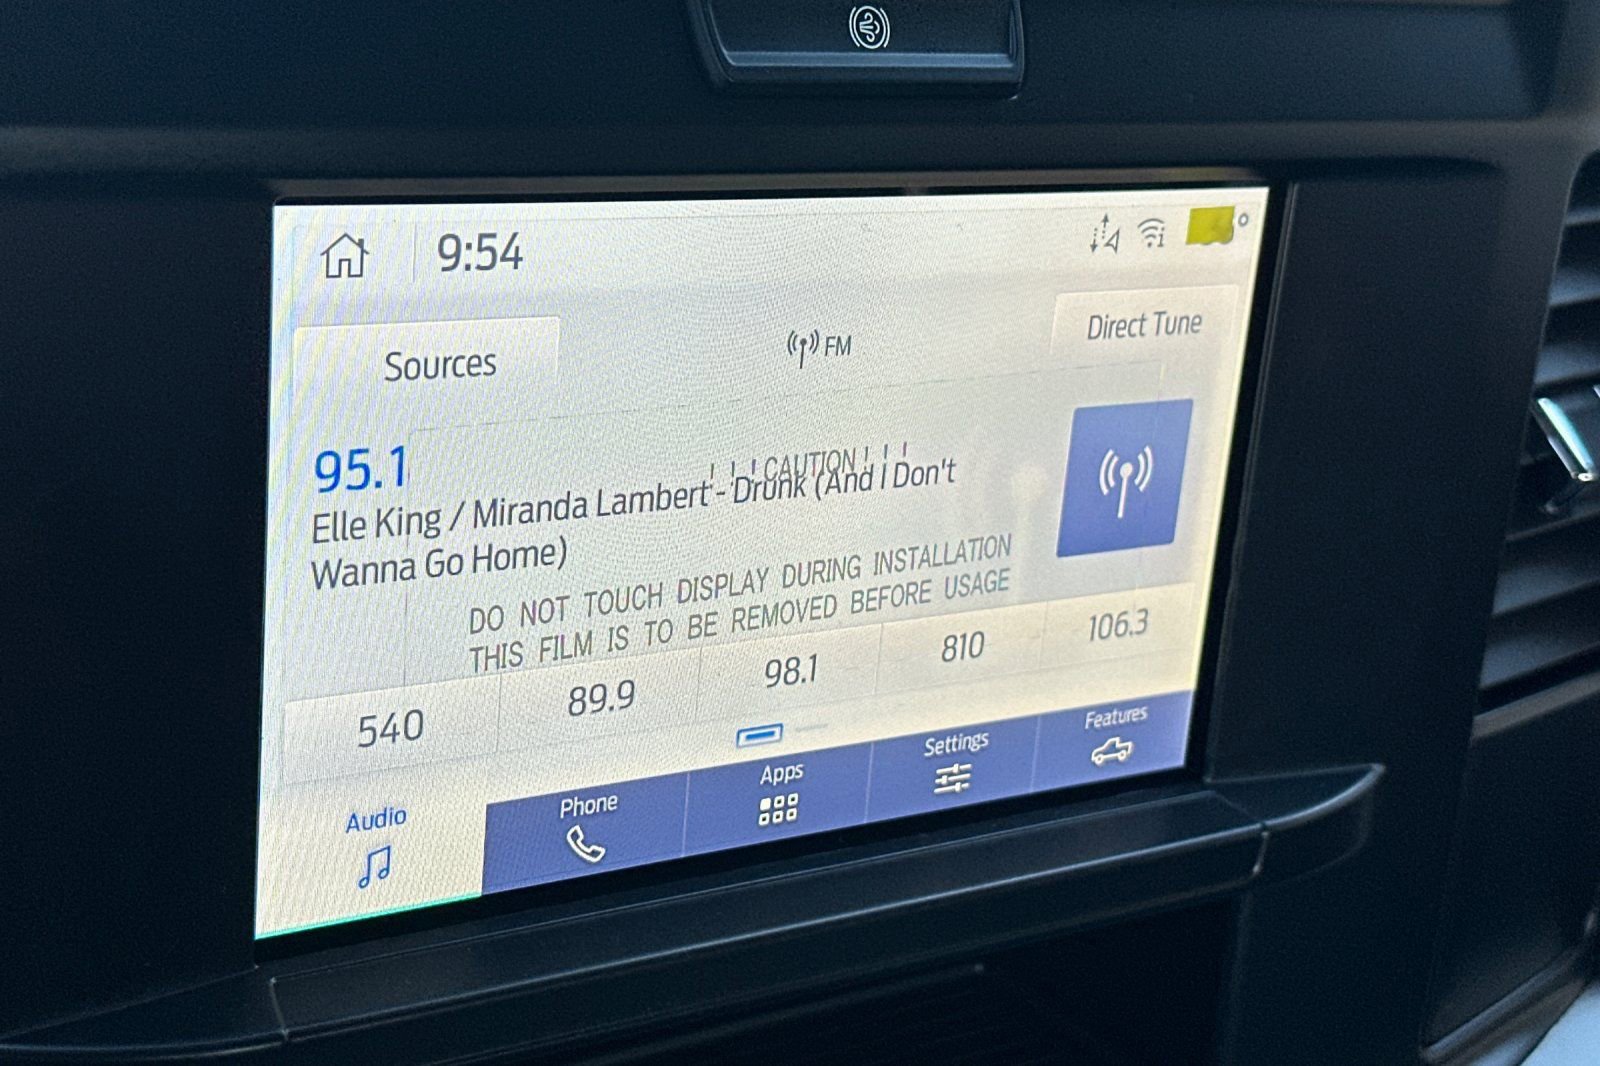 9:54
Sources
FM
Direct Tune
95.1
! ! ! CAUTION ! ! !
Elle King / Miranda Lambert - Drunk (And I Don't
Wanna Go Home)
DO NOT TOUCH DISPLAY DURING INSTALLATION
THIS FILM IS TO BE REMOVED BEFORE USAGE
540
89.9
98.1
810
106.3
Audio
Phone
Apps
Settings
Features